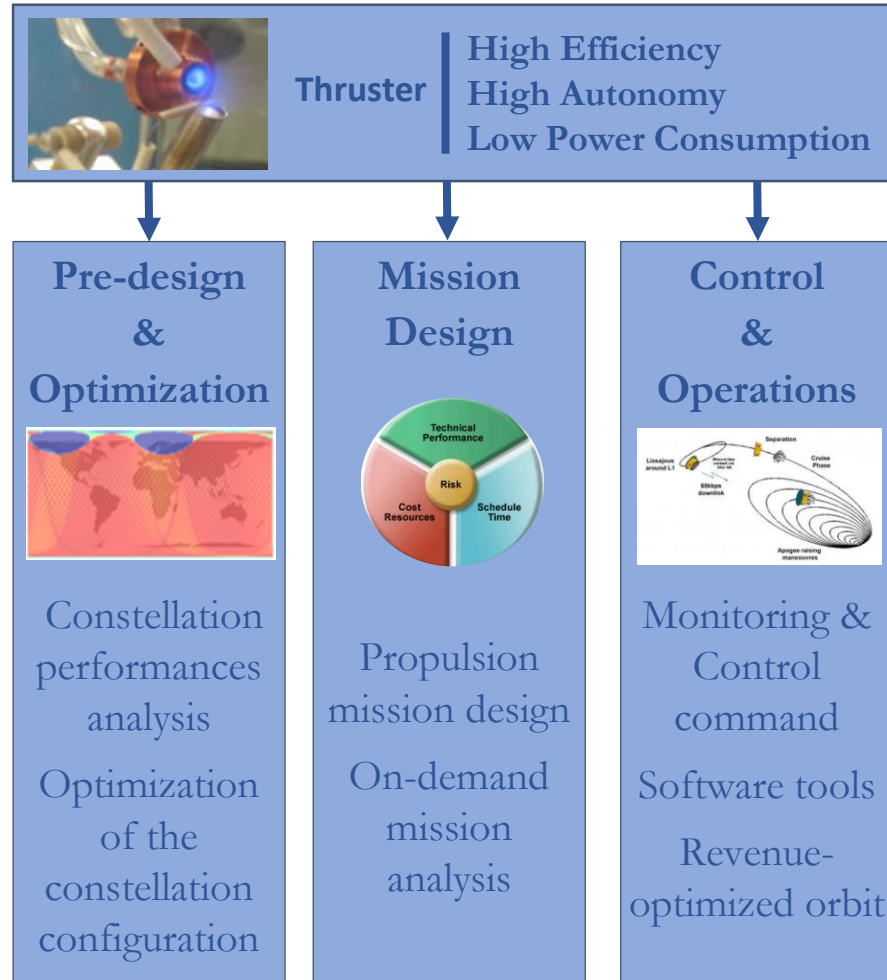 Thruster
High Efficiency
High Autonomy
Low Power Consumption
Pre-design
&
Optimization
Constellation
performances
analysis
Optimization
of the
constellation
configuration
Mission
Design
Technical
Performance
Risk
Cost
Resources
Schedule
Time
Propulsion
mission design
On-demand
mission
analysis
Control
&
Operations
Separation
Lissajous
around L1
Cruise
Phase
downlink
Apogee raising
manoeuvres
Monitoring &
Control
command
Software tools
Revenue-
optimized orbit